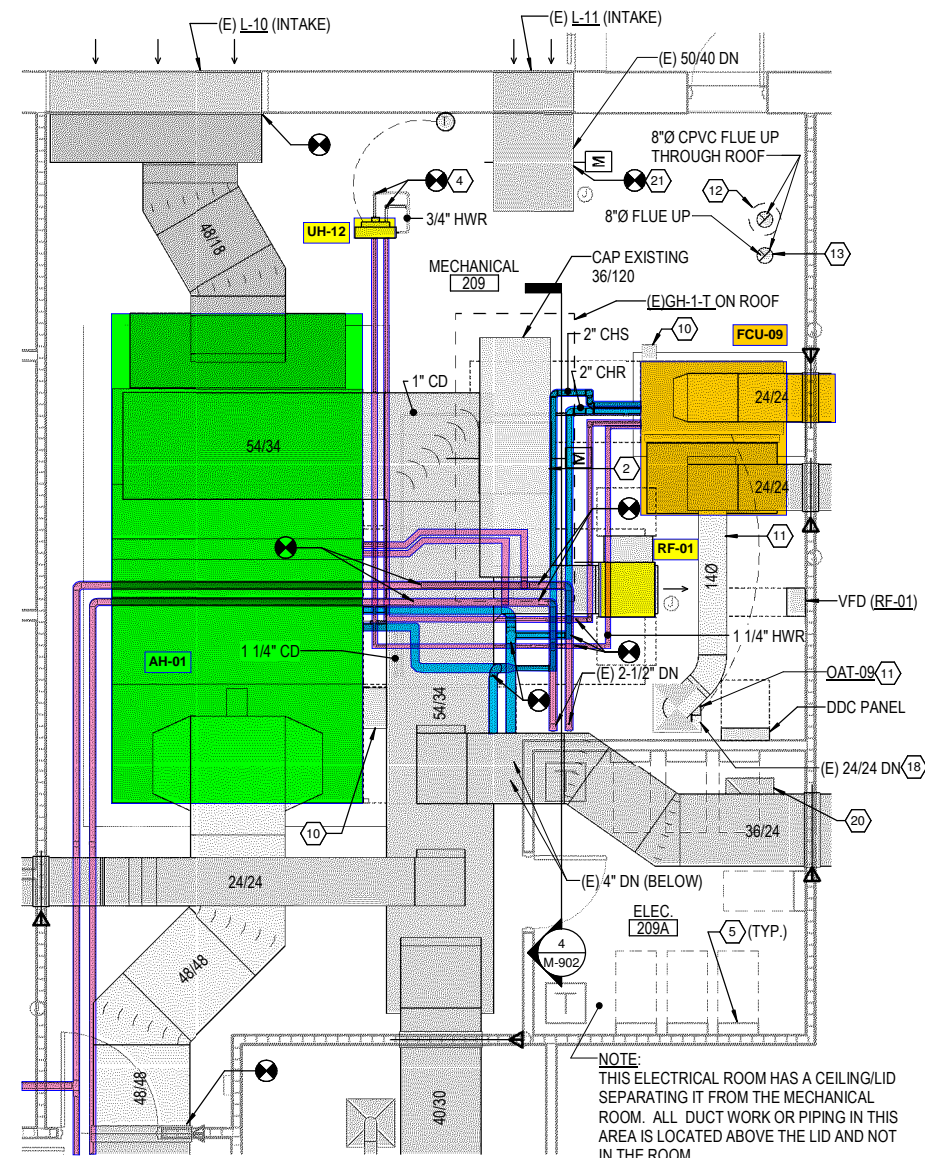 (E) L-10 (INTAKE)
(E) L-11 (INTAKE)
(E) 50/40 DN
8"Ø CPVC FLUE UP
THROUGH ROOF
T
M
4
21
12
J
3/4" HWR
8"Ø FLUE UP
UH-12
48/18
13
CAP EXISTING
36/120
MECHANICAL
209
(E)GH-1-T ON ROOF
10
FCU-09
2" CHS
2" CHR
1" CD
24/24
54/34
M
2
24/24
11
RF-01
14Ø
J
VFD (RF-01)
1 1/4" HWR
AH-01
1 1/4" CD
(E) 2-1/2" DN
OAT-09
11
54/34
DDC PANEL
(E) 24/24 DN
18
10
20
36/24
24/24
(E) 4" DN (BELOW)
ELEC.
209A
5
(TYP.)
4
M-902
48/48
NOTE:
THIS ELECTRICAL ROOM HAS A CEILING/LID
SEPARATING IT FROM THE MECHANICAL
ROOM. ALL DUCT WORK OR PIPING IN THIS
AREA IS LOCATED ABOVE THE LID AND NOT
IN THE ROOM
48/48
40/30